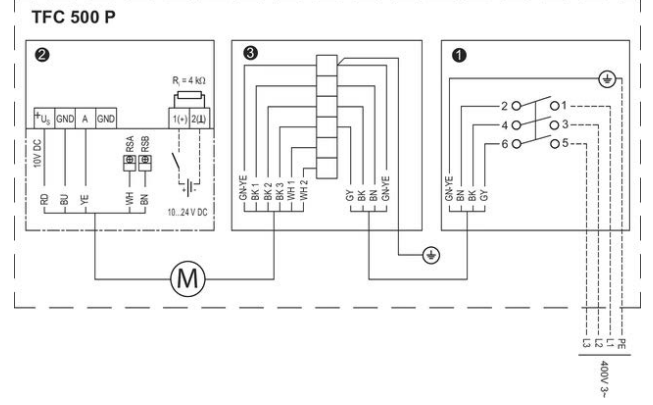 TFC 500 P
2
3
1
Rᵢ = 4 kΩ
+Uₛ GND A GND
1(+) 2(⊥)
10V DC
RSA
RSB
RD
BU
YE
WH
BN
10...24 V DC
M
GN-YE
BK 1
BK 2
BK 3
WH 1
WH 2
GY
BK
BN
GN-YE
2 1
4 3
6 5
GN-YE
BN
BK
GY
L3
L2
L1
PE
400V 3~